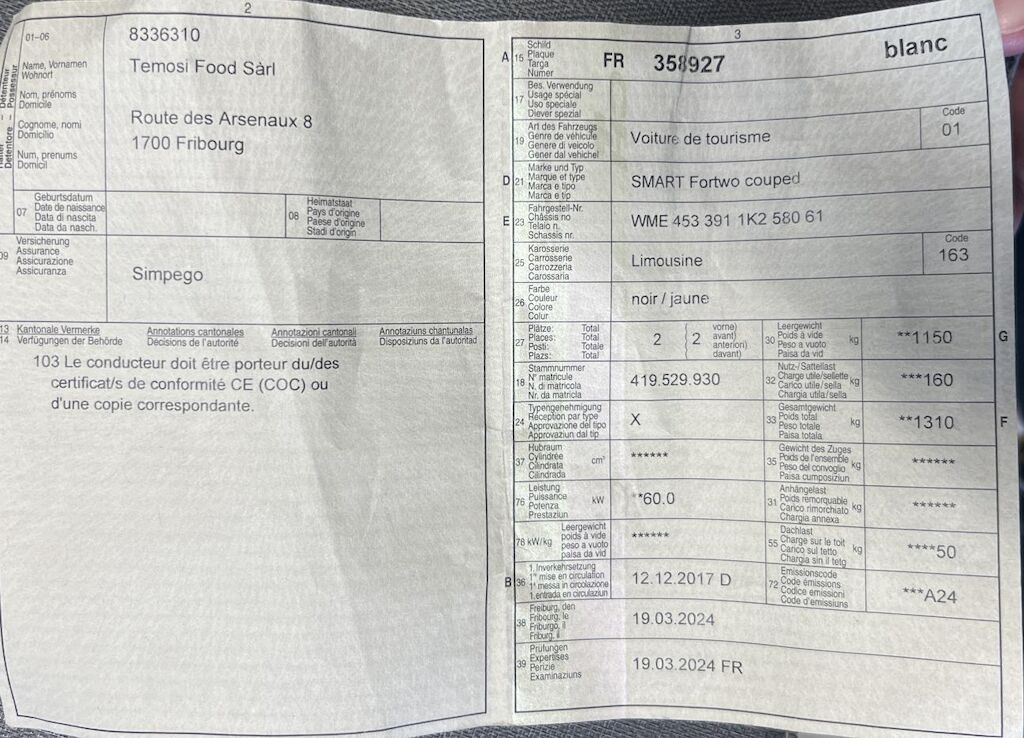 2
01-06
8336310
Name, Vornamen
Wohnort
Temosi Food Sàrl
Nom, prénoms
Domicile
Route des Arsenaux 8
Cognome, nomi
Domicilio
1700 Fribourg
Num, prenums
Domicil
Détenteur
Possessur
Halter
Detentore
07
Geburtsdatum
Date de naissance
Data di nascita
Data da nasch.
08
Heimatstaat
Pays d'origine
Paese d'origine
Stadi d'origin
09
Versicherung
Assurance
Assicurazione
Assicuranza
Simpego
13 Kantonale Vermerke Annotations cantonales Annotazioni cantonali Annotaziuns chantunalas
14 Verfügungen der Behörde Décisions de l'autorité Decisioni dell'autorità Disposiziuns da l'autoritad
103 Le conducteur doit être porteur du/des
certificat/s de conformité CE (COC) ou
d'une copie correspondante.
3
A 15
Schild
Plaque
Targa
Numer
FR 358927 blanc
17
Bes. Verwendung
Usage spécial
Uso speciale
Diever spezial
19
Art des Fahrzeugs
Genre de véhicule
Genere di veicolo
Gener dal vehichel
Voiture de tourisme
Code
01
D 21
Marke und Typ
Marque et type
Marca e tipo
Marca e tip
SMART Fortwo couped
E 23
Fahrgestell-Nr.
Châssis no
Telaio n.
Schassis nr.
WME 453 391 1K2 580 61
25
Karosserie
Carrosserie
Carrozzeria
Carossaria
Limousine
Code
163
26
Farbe
Couleur
Colore
Colur
noir / jaune
27
Plätze: Total
Places: Total
Posti: Totale
Plazs: Total
2
{ 2
vorne)
avant)
anteriori)
davant)
30
Leergewicht
Poids à vide
Peso a vuoto
Paisa da vid
kg
**1150
G
18
Stammnummer
N° matricule
N. di matricola
Nr. da matricla
419.529.930
32
Nutz-/Sattellast
Charge utile/sellette
Carico utile/sella
Chargia utila/sella
kg
***160
24
Typengenehmigung
Réception par type
Approvazione del tipo
Approvaziun dal tip
X
33
Gesamtgewicht
Poids total
Peso totale
Paisa totala
kg
**1310
F
37
Hubraum
Cylindrée
Cilindrata
Cilindrada
cm³
******
35
Gewicht des Zuges
Poids de l'ensemble
Peso del convoglio
Paisa cumposiziun
kg
******
76
Leistung
Puissance
Potenza
Prestaziun
kW
**60.0
31
Anhängelast
Poids remorquable
Carico rimorchiato
Chargia annexa
kg
******
78 kW/kg
Leergewicht
poids à vide
peso a vuoto
paisa da vid
******
55
Dachlast
Charge sur le toit
Carico sul tetto
Chargia sin il tetg
kg
****50
B 36
1. Inverkehrsetzung
1re mise en circulation
1a messa in circolazione
1. entrada en circulaziun
12.12.2017 D
72
Emissionscode
Code émissions
Codice emissioni
Code d'emissiuns
***A24
38
Freiburg, den
Fribourg, le
Friburgo, il
Friburg, il
19.03.2024
39
Prüfungen
Expertises
Perizie
Examinaziuns
19.03.2024 FR